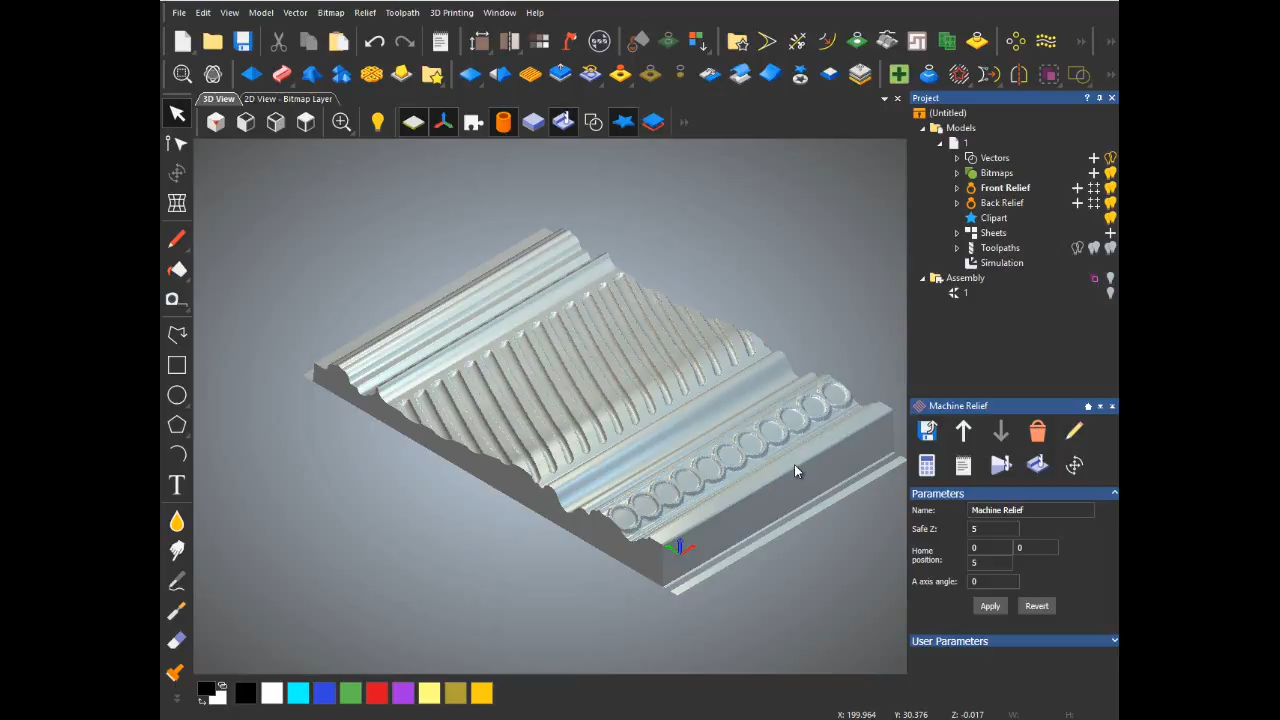 File Edit View Model Vector Bitmap Relief Toolpath 3D Printing Window Help
3D View 2D View - Bitmap Layer
Project
(Untitled)
Models
1
Vectors
Bitmaps
Front Relief
Back Relief
Clipart
Sheets
Toolpaths
Simulation
Assembly
1
Machine Relief
Parameters
Name: Machine Relief
Safe Z: 5
Home position: 0 0
5
A axis angle: 0
Apply Revert
User Parameters
T
X: 199.964 Y: 30.376 Z: -0.017 W: H: